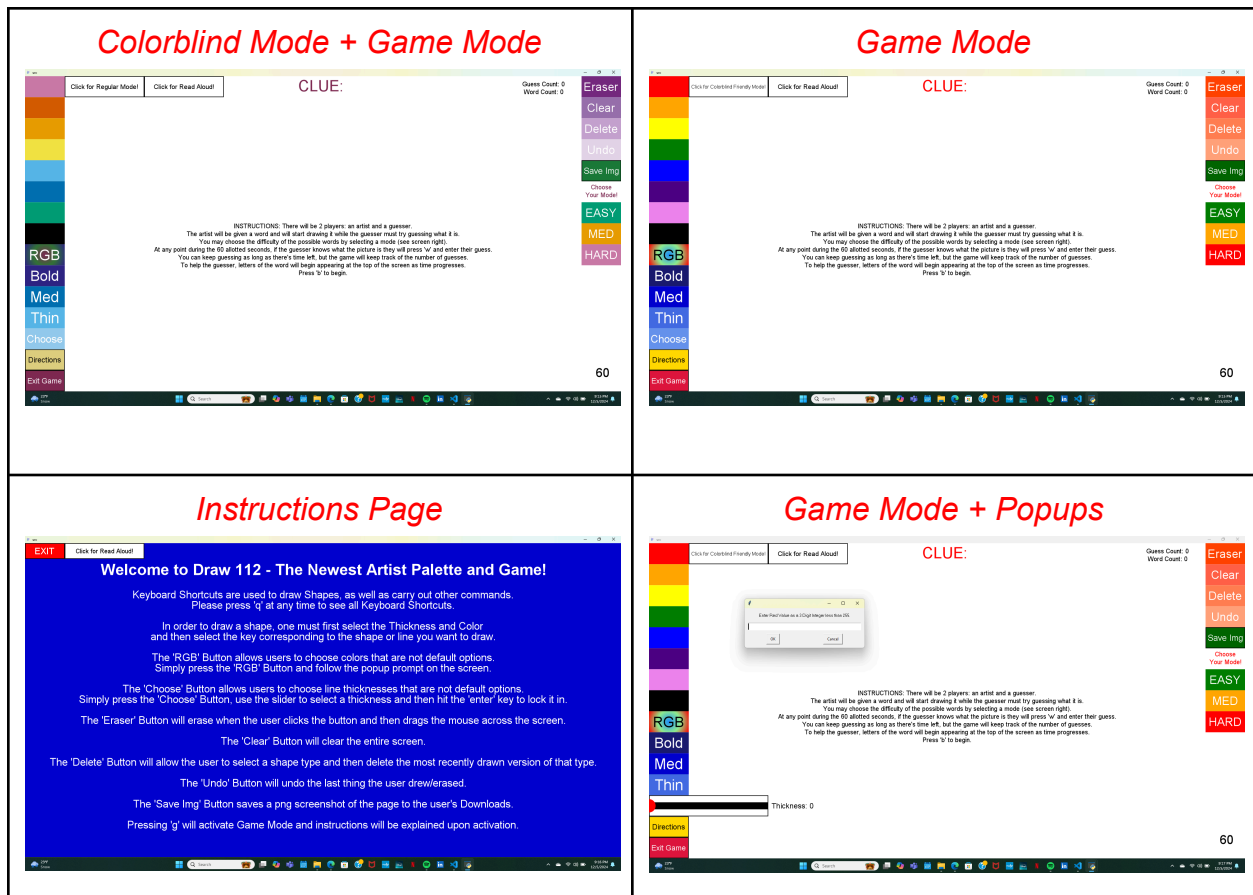 Colorblind Mode + Game Mode
Click for Regular Mode!
Click for Read Aloud!
CLUE:
Guess Count: 0
Word Count: 0
Eraser
Clear
Delete
Undo
Save Img
Choose
Your Mode!
EASY
MED
HARD
INSTRUCTIONS: There will be 2 players: an artist and a guesser.
The artist will be given a word and will start drawing it while the guesser must try guessing what it is.
You may choose the difficulty of the possible words by selecting a mode (see screen right).
At any point during the 60 allotted seconds, if the guesser knows what the picture is they will press 'w' and enter their guess.
You can keep guessing as long as there's time left, but the game will keep track of the number of guesses.
To help the guesser, letters of the word will begin appearing at the top of the screen as time progresses.
Press 'b' to begin.
RGB
Bold
Med
Thin
Choose
Directions
Exit Game
60
Search
8:13 PM
12/3/2024
Game Mode
Click for Colorblind Friendly Mode!
Click for Read Aloud!
CLUE:
Guess Count: 0
Word Count: 0
Eraser
Clear
Delete
Undo
Save Img
Choose
Your Mode!
EASY
MED
HARD
INSTRUCTIONS: There will be 2 players: an artist and a guesser.
The artist will be given a word and will start drawing it while the guesser must try guessing what it is.
You may choose the difficulty of the possible words by selecting a mode (see screen right).
At any point during the 60 allotted seconds, if the guesser knows what the picture is they will press 'w' and enter their guess.
You can keep guessing as long as there's time left, but the game will keep track of the number of guesses.
To help the guesser, letters of the word will begin appearing at the top of the screen as time progresses.
Press 'b' to begin.
RGB
Bold
Med
Thin
Choose
Directions
Exit Game
60
Search
Instructions Page
EXIT
Click for Read Aloud!
Welcome to Draw 112 - The Newest Artist Palette and Game!
Keyboard Shortcuts are used to draw Shapes, as well as carry out other commands.
Please press 'q' at any time to see all Keyboard Shortcuts.
In order to draw a shape, one must first select the Thickness and Color
and then select the key corresponding to the shape or line you want to draw.
The 'RGB' Button allows users to choose colors that are not default options.
Simply press the 'RGB' Button and follow the popup prompt on the screen.
The 'Choose' Button allows users to choose line thicknesses that are not default options.
Simply press the 'Choose' Button, use the slider to select a thickness and then hit the 'enter' key to lock it in.
The 'Eraser' Button will erase when the user clicks the button and then drags the mouse across the screen.
The 'Clear' Button will clear the entire screen.
The 'Delete' Button will allow the user to select a shape type and then delete the most recently drawn version of that type.
The 'Undo' Button will undo the last thing the user drew/erased.
The 'Save Img' Button saves a png screenshot of the page to the user's Downloads.
Pressing 'g' will activate Game Mode and instructions will be explained upon activation.
Search
Game Mode + Popups
Click for Colorblind Friendly Mode!
Click for Read Aloud!
CLUE:
Guess Count: 0
Word Count: 0
Eraser
Clear
Delete
Undo
Save Img
Choose
Your Mode!
EASY
MED
HARD
Enter Red Value as a 3 Digit Integer less than 255.
OK
Cancel
INSTRUCTIONS: There will be 2 players: an artist and a guesser.
The artist will be given a word and will start drawing it while the guesser must try guessing what it is.
You may choose the difficulty of the possible words by selecting a mode (see screen right).
At any point during the 60 allotted seconds, if the guesser knows what the picture is they will press 'w' and enter their guess.
You can keep guessing as long as there's time left, but the game will keep track of the number of guesses.
To help the guesser, letters of the word will begin appearing at the top of the screen as time progresses.
Press 'b' to begin.
RGB
Bold
Med
Thin
Thickness: 0
Directions
Exit Game
60
Search